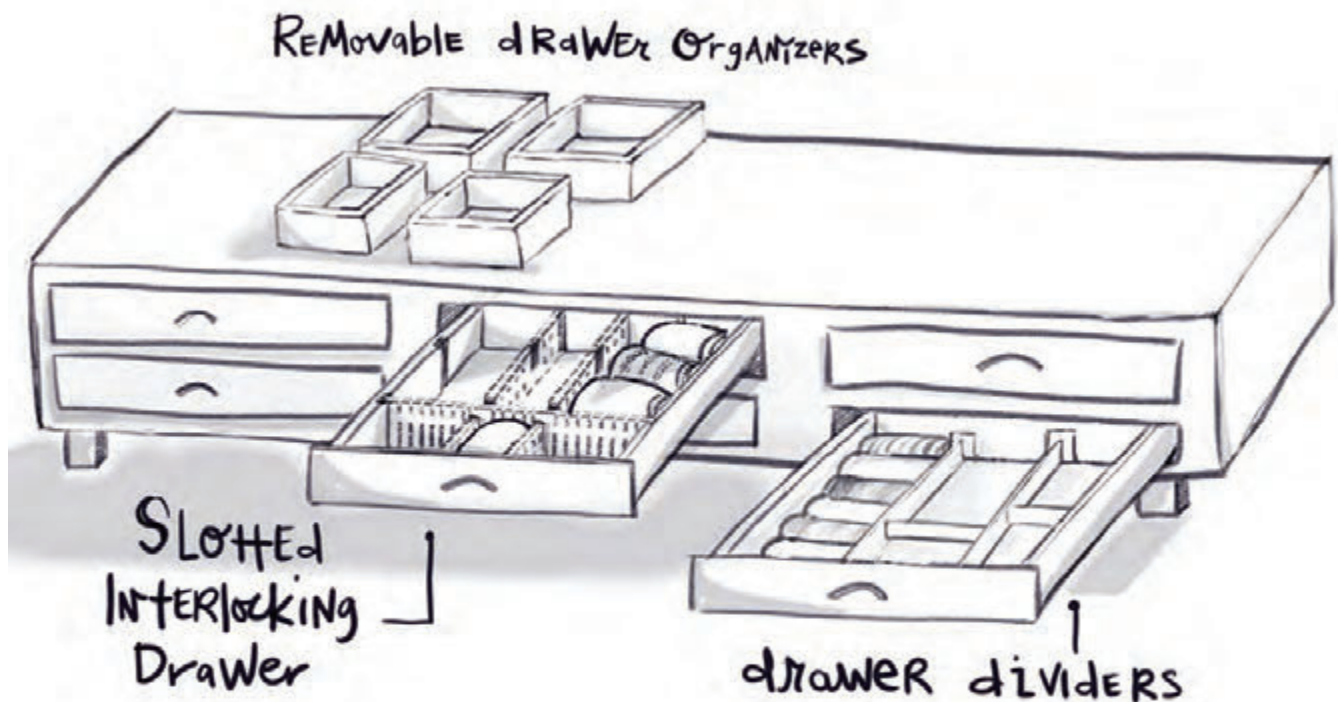 Removable drawer organizers
Slotted
Interlocking
Drawer
drawer dividers